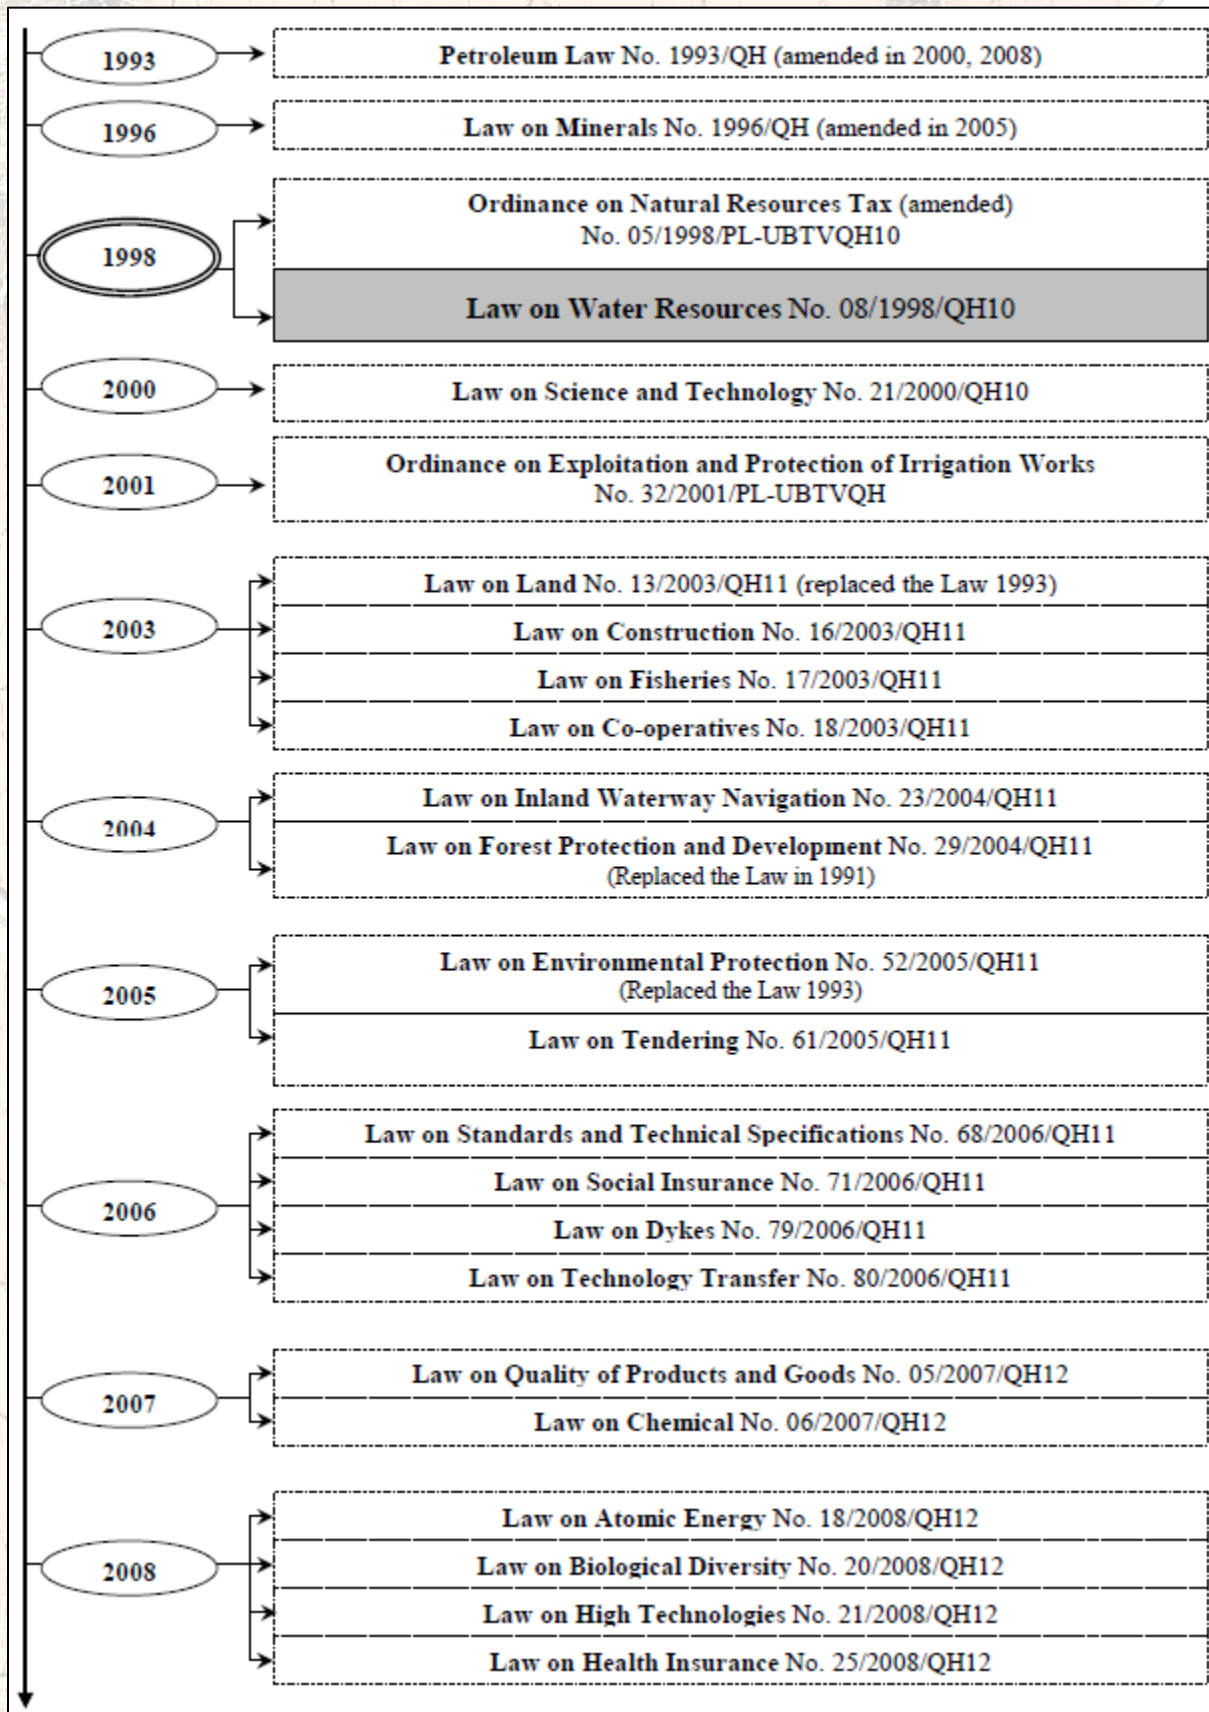 1993
Petroleum Law No. 1993/QH (amended in 2000, 2008)
1996
Law on Minerals No. 1996/QH (amended in 2005)
1998
Ordinance on Natural Resources Tax (amended)
No. 05/1998/PL-UBTVQH10
Law on Water Resources No. 08/1998/QH10
2000
Law on Science and Technology No. 21/2000/QH10
2001
Ordinance on Exploitation and Protection of Irrigation Works
No. 32/2001/PL-UBTVQH
2003
Law on Land No. 13/2003/QH11 (replaced the Law 1993)
Law on Construction No. 16/2003/QH11
Law on Fisheries No. 17/2003/QH11
Law on Co-operatives No. 18/2003/QH11
2004
Law on Inland Waterway Navigation No. 23/2004/QH11
Law on Forest Protection and Development No. 29/2004/QH11
(Replaced the Law in 1991)
2005
Law on Environmental Protection No. 52/2005/QH11
(Replaced the Law 1993)
Law on Tendering No. 61/2005/QH11
2006
Law on Standards and Technical Specifications No. 68/2006/QH11
Law on Social Insurance No. 71/2006/QH11
Law on Dykes No. 79/2006/QH11
Law on Technology Transfer No. 80/2006/QH11
2007
Law on Quality of Products and Goods No. 05/2007/QH12
Law on Chemical No. 06/2007/QH12
2008
Law on Atomic Energy No. 18/2008/QH12
Law on Biological Diversity No. 20/2008/QH12
Law on High Technologies No. 21/2008/QH12
Law on Health Insurance No. 25/2008/QH12